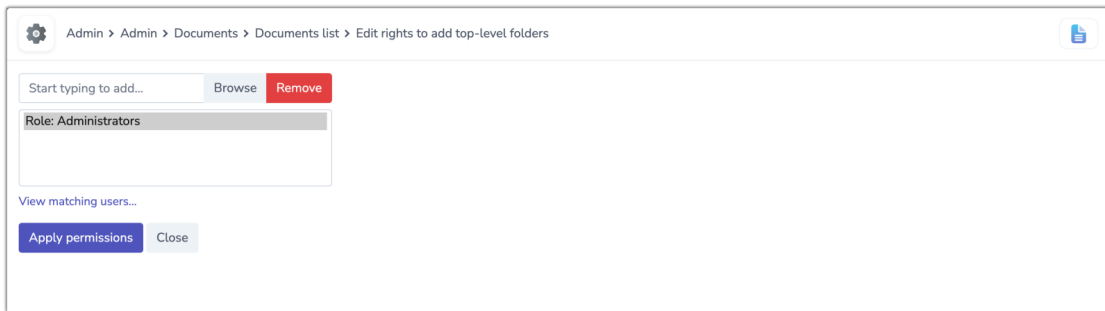 Admin > Admin > Documents > Documents list > Edit rights to add top-level folders
Start typing to add... Browse Remove
Role: Administrators
View matching users...
Apply permissions Close